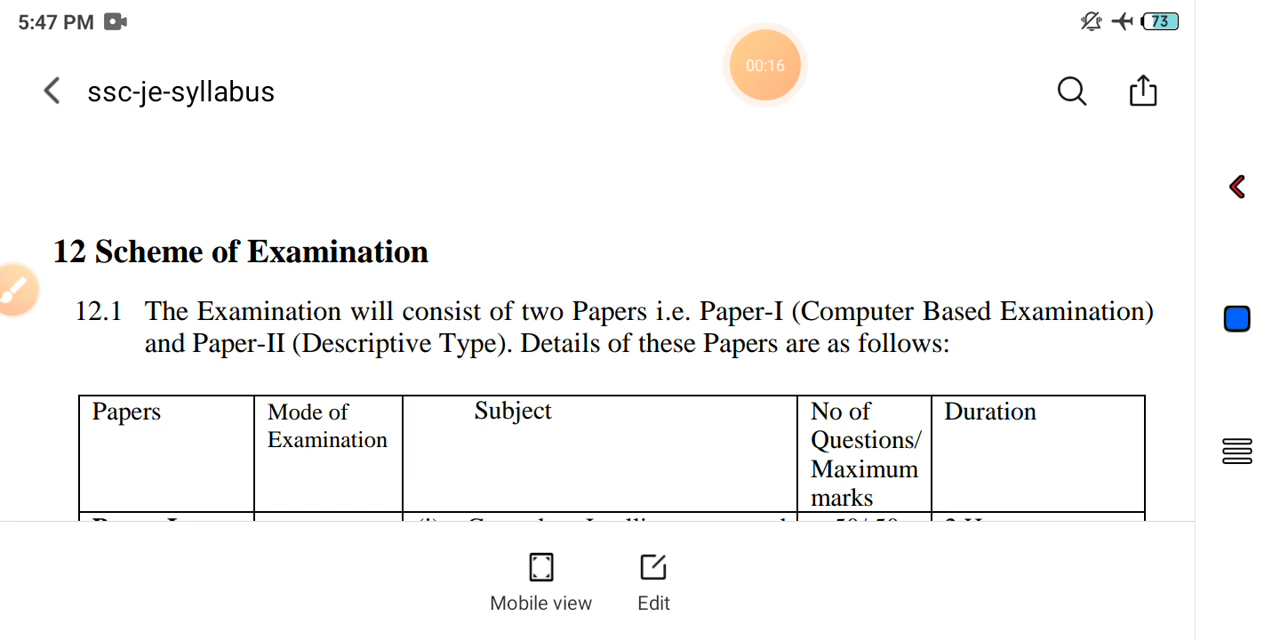 5:47 PM
73
00:16
ssc-je-syllabus
12 Scheme of Examination
12.1 The Examination will consist of two Papers i.e. Paper-I (Computer Based Examination)
and Paper-II (Descriptive Type). Details of these Papers are as follows:
Papers
Mode of
Examination
Subject
No of
Questions/
Maximum
marks
Duration
Mobile view
Edit